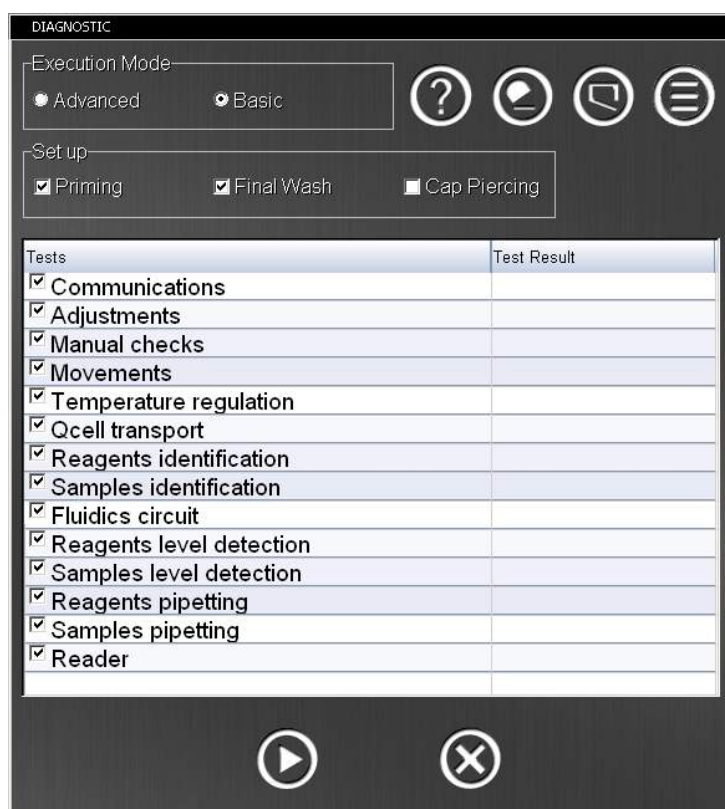 DIAGNOSTIC
Execution Mode
Advanced Basic
Set up
Priming Final Wash Cap Piercing
Tests Test Result
Communications
Adjustments
Manual checks
Movements
Temperature regulation
Qcell transport
Reagents identification
Samples identification
Fluidics circuit
Reagents level detection
Samples level detection
Reagents pipetting
Samples pipetting
Reader